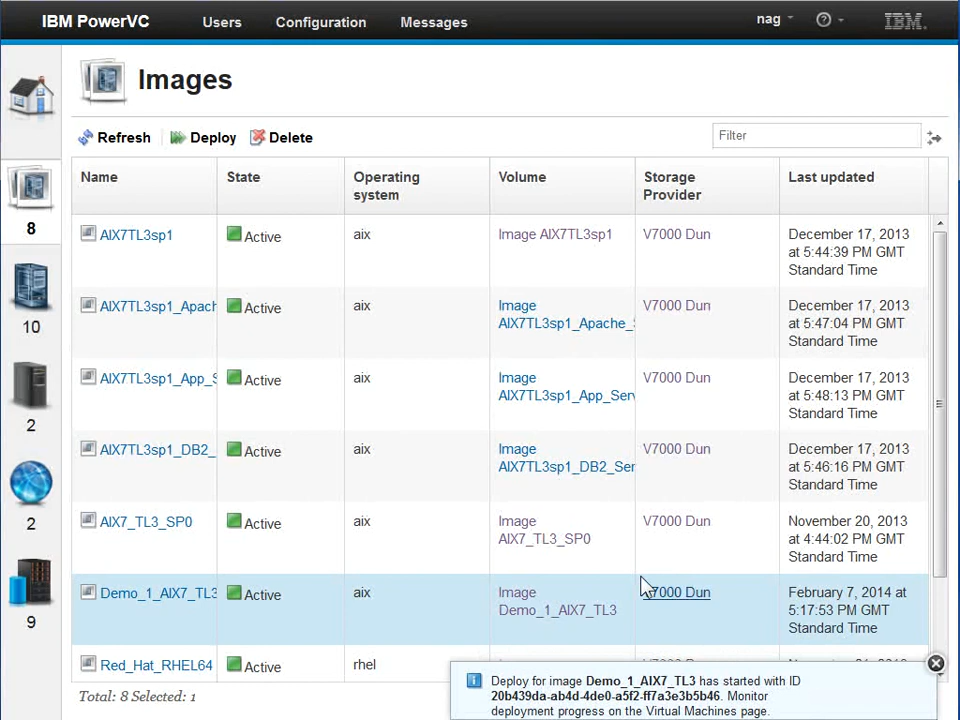 IBM PowerVC Users Configuration Messages nag ? IBM.
Images
Refresh Deploy Delete Filter
Name State Operating system Volume Storage Provider Last updated
AIX7TL3sp1 Active aix Image AIX7TL3sp1 V7000 Dun December 17, 2013
at 5:44:39 PM GMT
Standard Time
8
AIX7TL3sp1_Apach Active aix Image V7000 Dun December 17, 2013
AIX7TL3sp1_Apache_S at 5:47:04 PM GMT
10
Standard Time
AIX7TL3sp1_App_S Active aix Image V7000 Dun December 17, 2013
AIX7TL3sp1_App_Serv at 5:48:13 PM GMT
Standard Time
2
AIX7TL3sp1_DB2_ Active aix Image V7000 Dun December 17, 2013
AIX7TL3sp1_DB2_Ser at 5:46:16 PM GMT
Standard Time
AIX7_TL3_SP0 Active aix Image V7000 Dun November 20, 2013
2
AIX7_TL3_SP0 at 4:44:02 PM GMT
Standard Time
Demo_1_AIX7_TL3 Active aix Image V7000 Dun February 7, 2014 at
Demo_1_AIX7_TL3 5:17:53 PM GMT
9
Standard Time
Red_Hat_RHEL64 Active rhel
Total: 8 Selected: 1
Deploy for image Demo_1_AIX7_TL3 has started with ID
20b439da-ab4d-4de0-a5f2-ff7a3e3b5b46. Monitor
deployment progress on the Virtual Machines page.